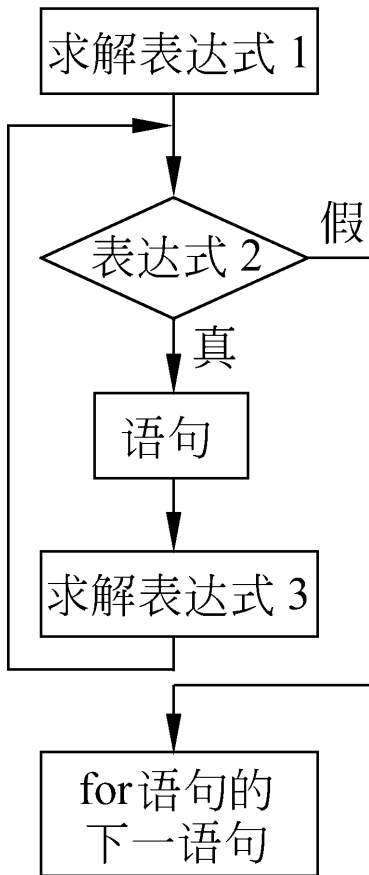 求解表达式 1
表达式 2
假
真
语句
求解表达式 3
for语句的
下一语句